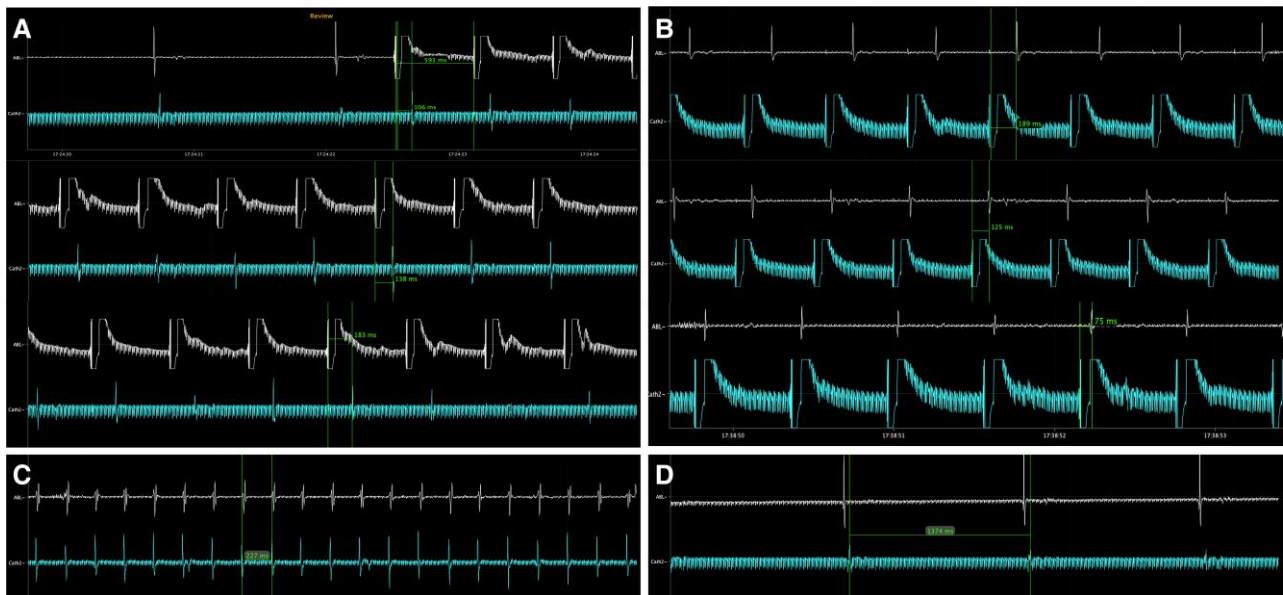 A
Review
ABL-
591 ms
106 ms
Cath2-
17:24:20
17:24:21
17:24:22
17:24:23
17:24:24
ABL-
Cath2-
138 ms
ABL-
183 ms
Cath2-
B
ABL-
Cath2-
189 ms
ABL-
125 ms
Cath2-
ABL-
75 ms
Cath2-
17:38:50
17:38:51
17:38:52
17:38:53
C
ABL-
227 ms
Cath2-
D
ABL-
1374 ms
Cath2-